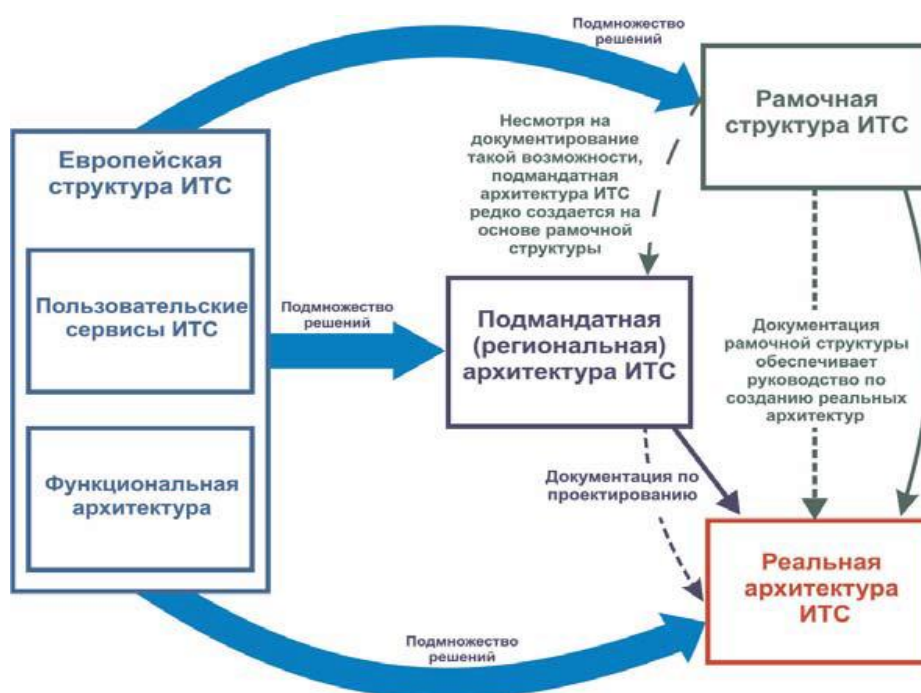 Подмножество
решений
Рамочная
структура ИТС
Несмотря на
документирование
такой возможности,
подмандатная
архитектура ИТС
редко создается на
основе рамочной
структуры
Европейская
структура ИТС
Пользовательские
сервисы ИТС
Функциональная
архитектура
Подмножество
решений
Подмандатная
(региональная)
архитектура ИТС
Документация
рамочной структуры
обеспечивает
руководство по
созданию реальных
архитектур
Документация по
проектированию
Реальная
архитектура
ИТС
Подмножество
решений